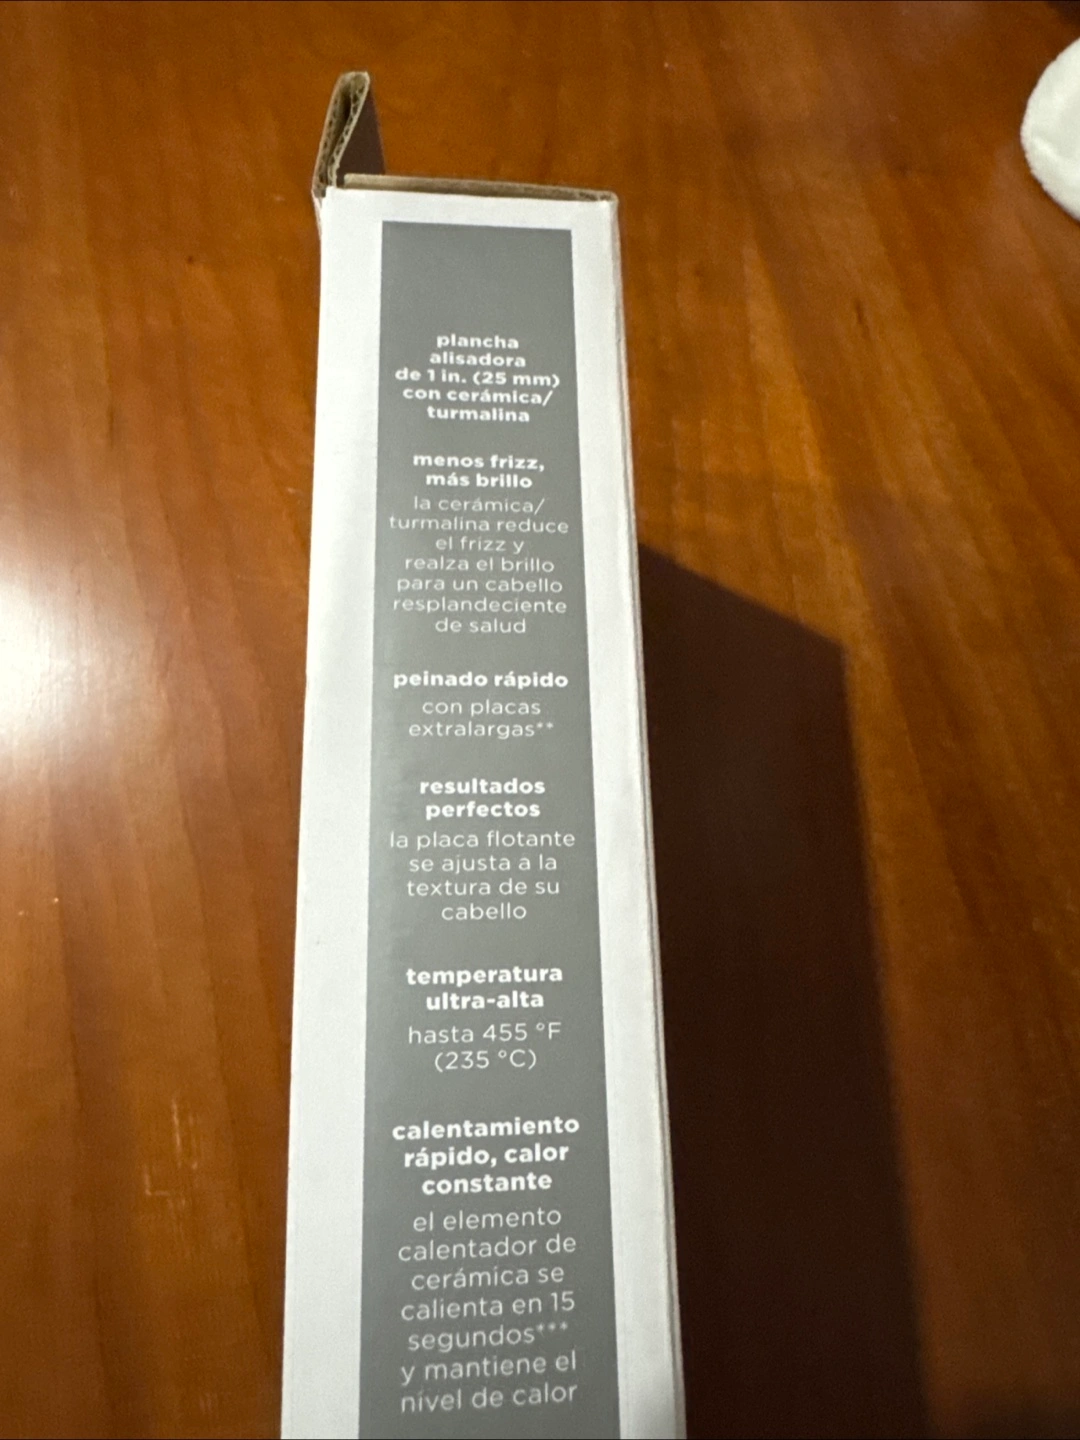 plancha
alisadora
de 1 in. (25 mm)
con cerámica/
turmalina
menos frizz,
más brillo
la cerámica/
turmalina reduce
el frizz y
realza el brillo
para un cabello
resplandeciente
de salud
peinado rápido
con placas
extralargas**
resultados
perfectos
la placa flotante
se ajusta a la
textura de su
cabello
temperatura
ultra-alta
hasta 455 °F
(235 °C)
calentamiento
rápido, calor
constante
el elemento
calentador de
cerámica se
calienta en 15
segundos***
y mantiene el
nivel de calor